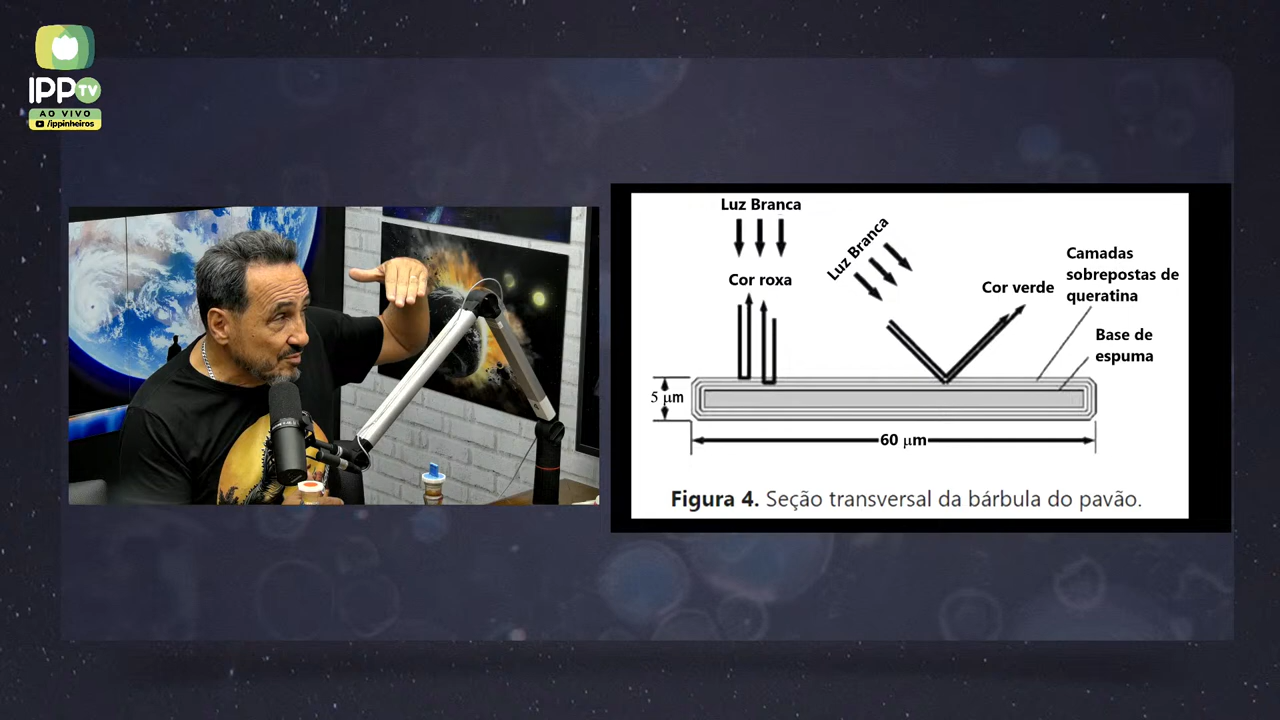 IPP TV
AO VIVO
/ippinheiros
Luz Branca
Luz Branca
Cor roxa
Cor verde
Camadas
sobrepostas de
queratina
Base de
espuma
5 μm
60 μm
Figura 4. Seção transversal da bárbula do pavão.